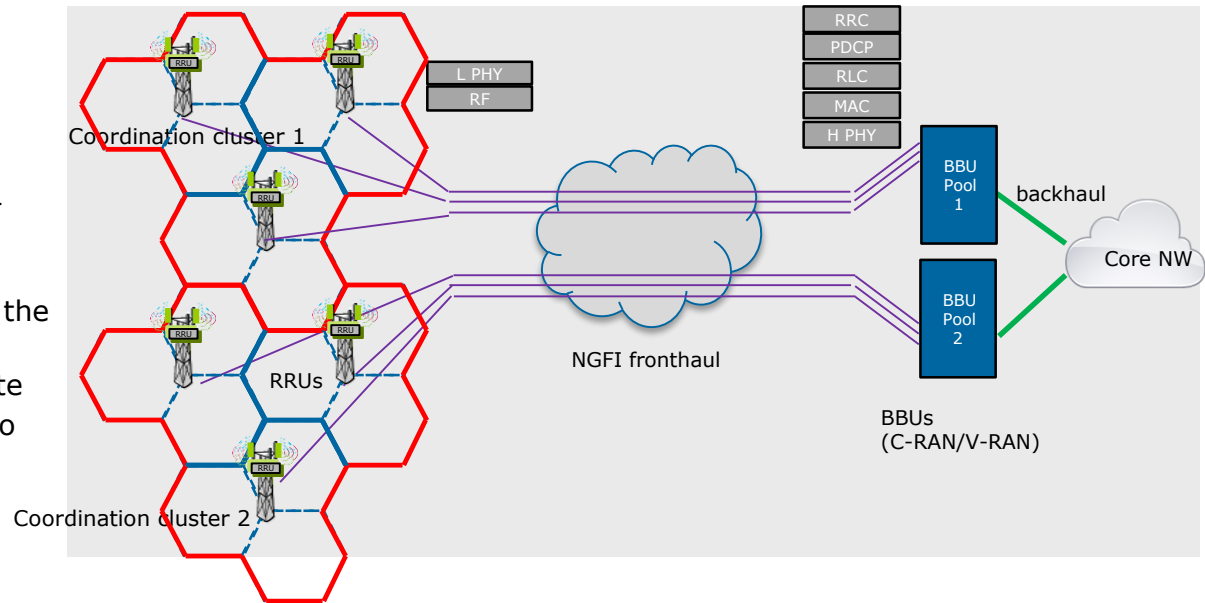 RRC
PDCP
RLC
MAC
H PHY
L PHY
RF
RRU
RRU
Coordination cluster 1
RRU
BBU
Pool
1
backhaul
Core NW
the
RRU
RRU
RRUs
NGFI fronthaul
BBU
Pool
2
te
o
BBUs
(C-RAN/V-RAN)
RRU
Coordination cluster 2